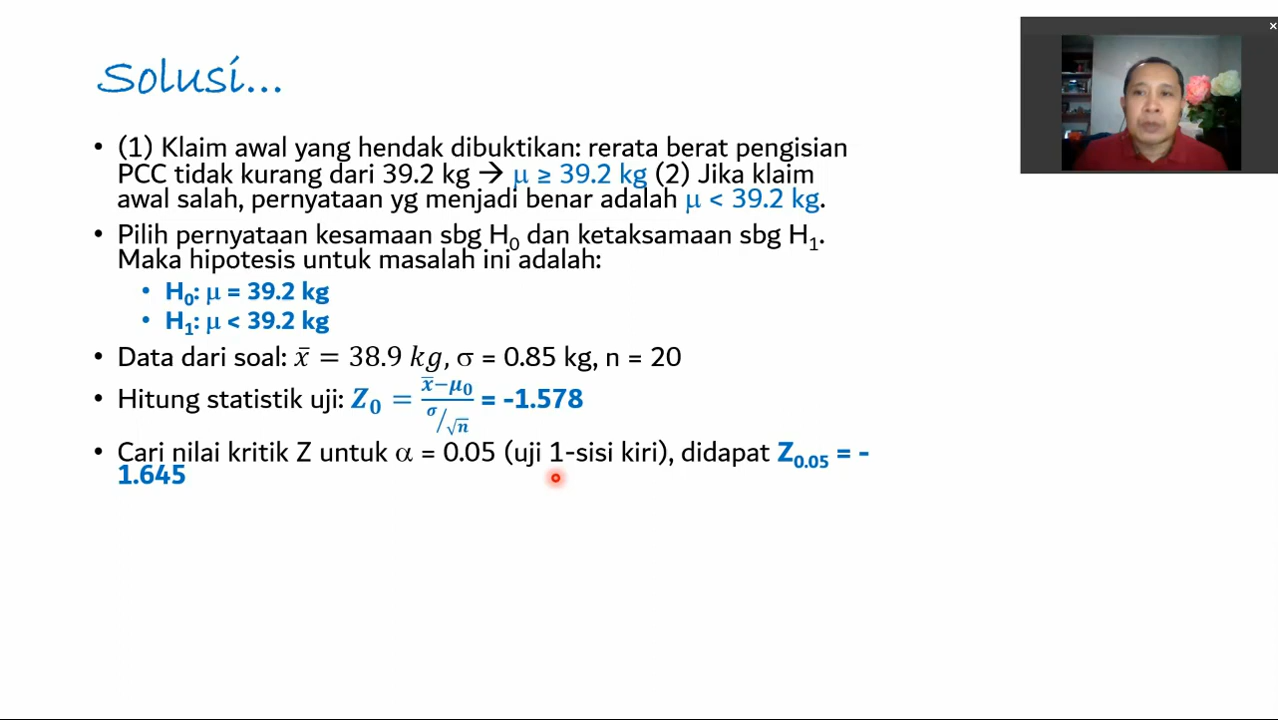 Solusi...
• (1) Klaim awal yang hendak dibuktikan: rerata berat pengisian
PCC tidak kurang dari 39.2 kg → μ ≥ 39.2 kg (2) Jika klaim
awal salah, pernyataan yg menjadi benar adalah μ < 39.2 kg.
• Pilih pernyataan kesamaan sbg H₀ dan ketaksamaan sbg H₁.
Maka hipotesis untuk masalah ini adalah:
• H₀: μ = 39.2 kg
• H₁: μ < 39.2 kg
• Data dari soal: x̄ = 38.9 kg, σ = 0.85 kg, n = 20
• Hitung statistik uji: Z₀ = (x̄−μ₀)/(σ/√n) = -1.578
• Cari nilai kritik Z untuk α = 0.05 (uji 1-sisi kiri), didapat Z₀.₀₅ = -
1.645